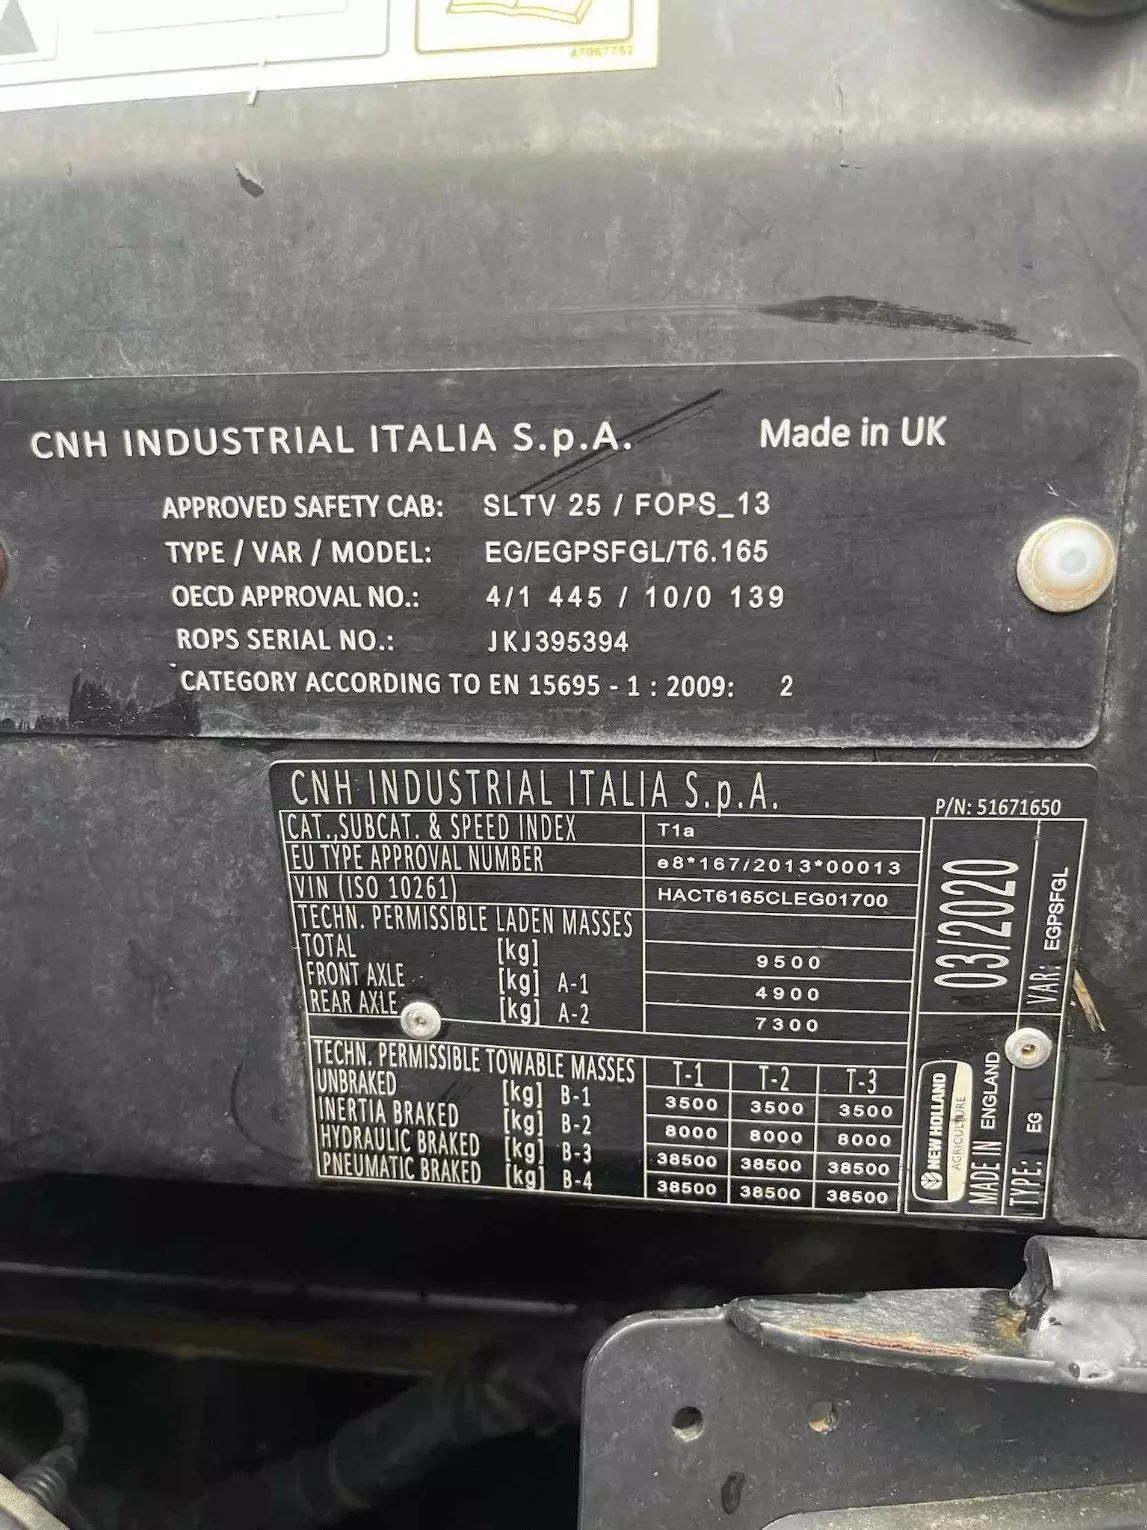 47967757
CNH INDUSTRIAL ITALIA S.p.A. Made in UK
APPROVED SAFETY CAB: SLTV 25 / FOPS_13
TYPE / VAR / MODEL: EG/EGPSFGL/T6.165
OECD APPROVAL NO.: 4/1 445 / 10/0 139
ROPS SERIAL NO.: JKJ395394
CATEGORY ACCORDING TO EN 15695 - 1 : 2009: 2
CNH INDUSTRIAL ITALIA S.p.A.
P/N: 51671650
CAT.,SUBCAT. & SPEED INDEX T1a
EU TYPE APPROVAL NUMBER e8*167/2013*00013
VIN (ISO 10261) HACT6165CLEG01700
TECHN. PERMISSIBLE LADEN MASSES
TOTAL [kg] 9500
FRONT AXLE [kg] A-1 4900
REAR AXLE [kg] A-2 7300
TECHN. PERMISSIBLE TOWABLE MASSES T-1 T-2 T-3
UNBRAKED [kg] B-1 3500 3500 3500
INERTIA BRAKED [kg] B-2 8000 8000 8000
HYDRAULIC BRAKED [kg] B-3 38500 38500 38500
PNEUMATIC BRAKED [kg] B-4 38500 38500 38500
03/2020
NEW HOLLAND
AGRICULTURE
MADE IN ENGLAND
TYPE: EG
VAR: EGPSFGL